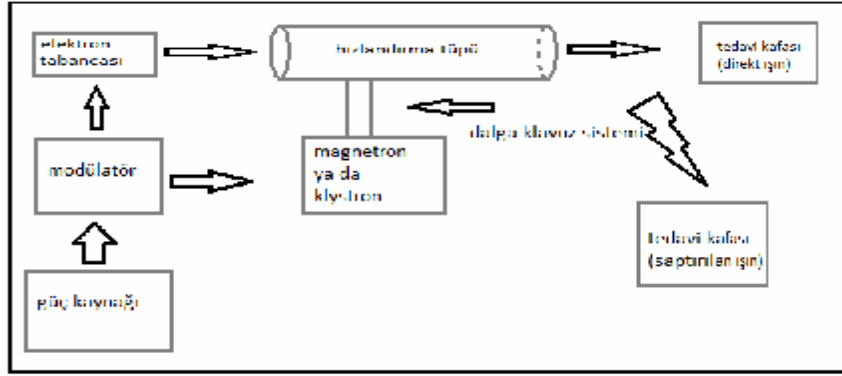 elektron
tabancası
hızlandırma tüpü
tedavi kafası
(direkt ışın)
dalga klavuz sistemi
modülatör
magnetron
ya da
klystron
tedavi kafası
(saptırılan ışın)
güç kaynağı